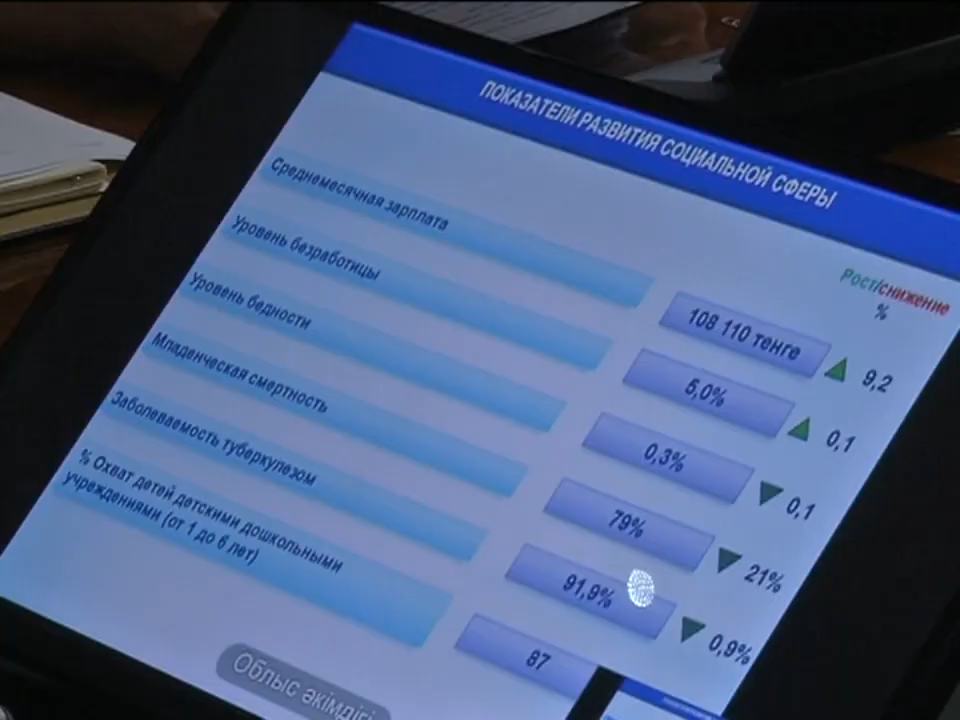 ПОКАЗАТЕЛИ РАЗВИТИЯ СОЦИАЛЬНОЙ СФЕРЫ
Рост/снижение
%
Среднемесячная зарплата
108 110 тенге
9,2
Уровень безработицы
5,0%
0,1
Уровень бедности
0,3%
0,1
Младенческая смертность
79%
21%
Заболеваемость туберкулезом
91,9%
0,9%
% Охват детей детскими дошкольными
учреждениями (от 1 до 6 лет)
87
Облыс әкімдігі